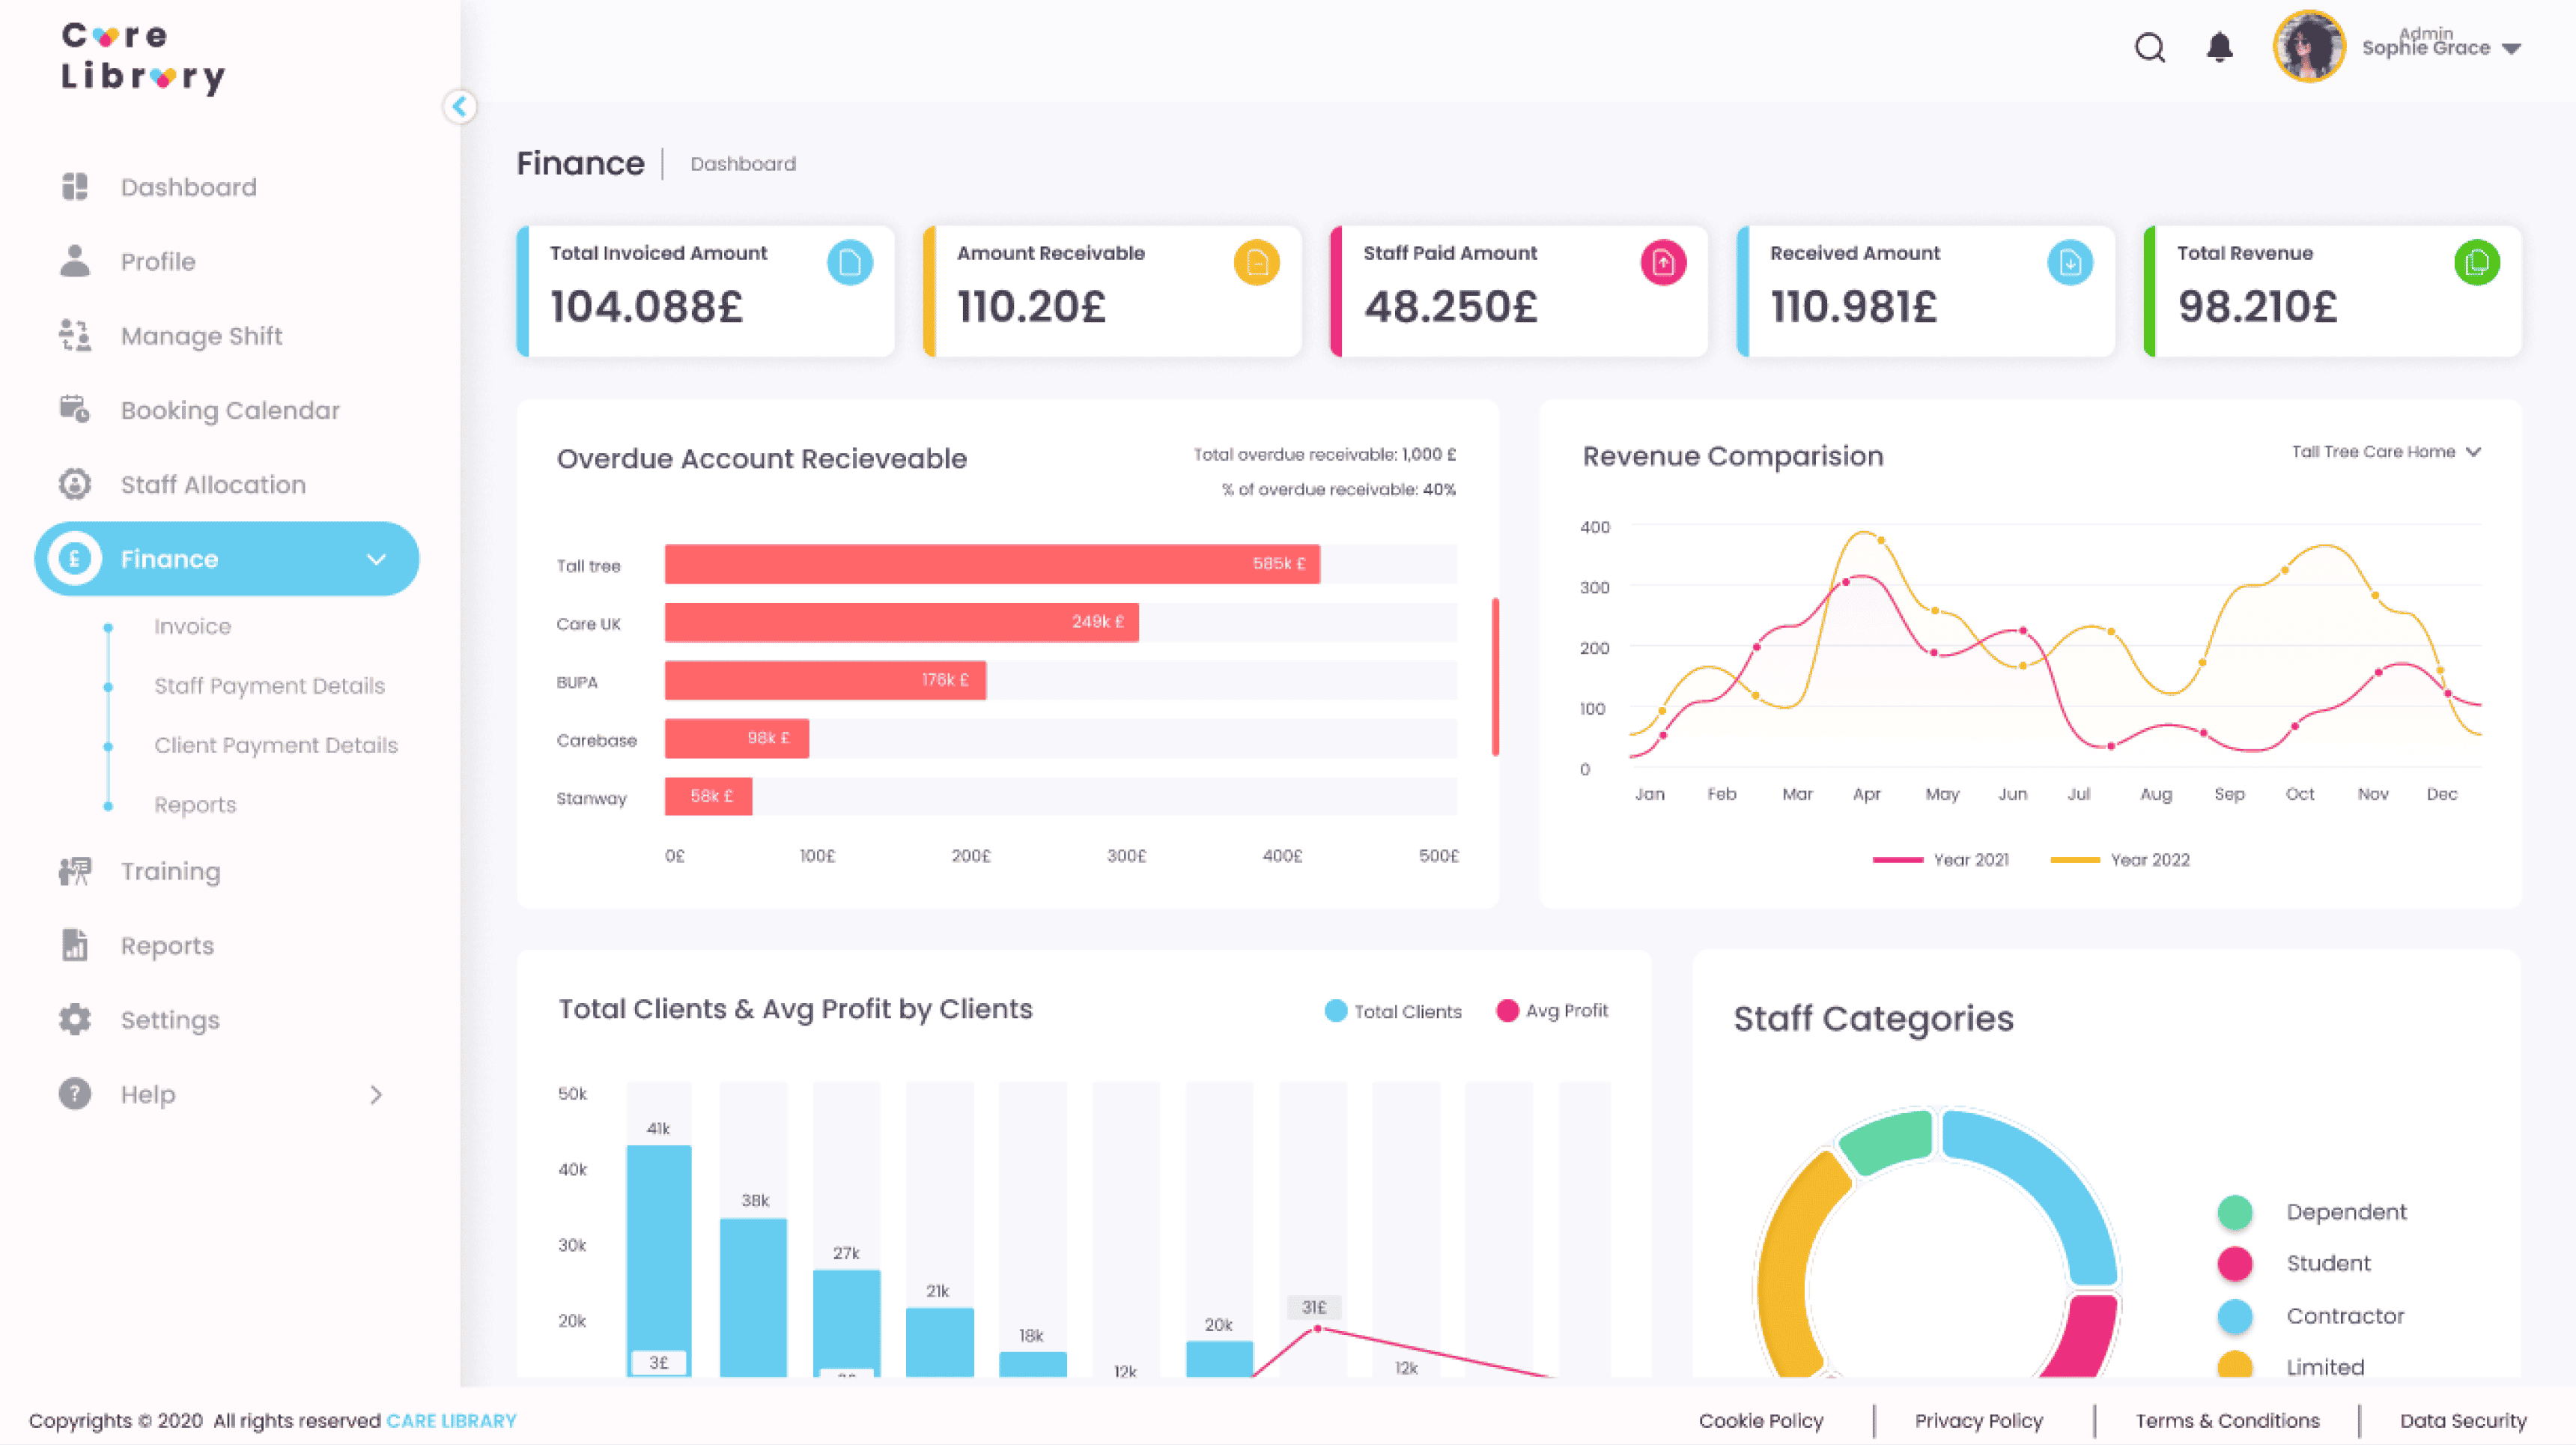 Care
Library
Admin
Sophie Grace
Dashboard
Profile
Manage Shift
Booking Calendar
Staff Allocation
£ Finance
Invoice
Staff Payment Details
Client Payment Details
Reports
Training
Reports
Settings
? Help
Finance | Dashboard
Total Invoiced Amount
104.088£
Amount Receivable
110.20£
Staff Paid Amount
48.250£
Received Amount
110.981£
Total Revenue
98.210£
Overdue Account Recieveable
Total overdue receivable: 1,000 £
% of overdue receivable: 40%
Tall tree 585k £
Care UK 249k £
BUPA 176k £
Carebase 98k £
Stanway 58k £
0£ 100£ 200£ 300£ 400£ 500£
Revenue Comparision
Tall Tree Care Home
400
300
200
100
0
Jan Feb Mar Apr May Jun Jul Aug Sep Oct Nov Dec
Year 2021 Year 2022
Total Clients & Avg Profit by Clients
Total Clients Avg Profit
50k
40k
30k
20k
41k
38k
27k
21k
18k
12k
20k
31£
12k
3£
Staff Categories
Dependent
Student
Contractor
Limited
Copyrights © 2020 All rights reserved CARE LIBRARY
Cookie Policy | Privacy Policy | Terms & Conditions | Data Security